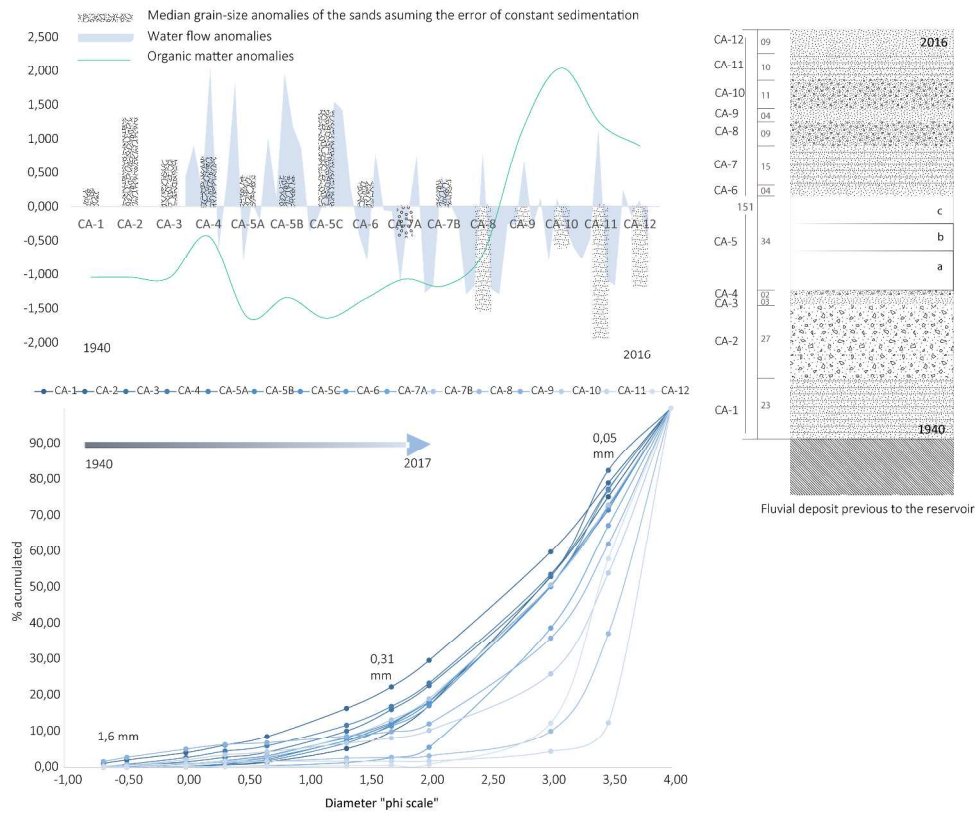 Median grain-size anomalies of the sands asuming the error of constant sedimentation
Water flow anomalies
Organic matter anomalies
2,500
2,000
1,500
1,000
0,500
0,000
-0,500
-1,000
-1,500
-2,000
CA-1 CA-2 CA-3 CA-4 CA-5A CA-5B CA-5C CA-6 CA-7A CA-7B CA-8 CA-9 CA-10 CA-11 CA-12
1940
2016
CA-1 CA-2 CA-3 CA-4 CA-5A CA-5B CA-5C CA-6 CA-7A CA-7B CA-8 CA-9 CA-10 CA-11 CA-12
90,00
80,00
70,00
60,00
50,00
40,00
30,00
20,00
10,00
0,00
% acumulated
1940
2017
0,05
mm
0,31
mm
1,6 mm
-1,00 -0,50 0,00 0,50 1,00 1,50 2,00 2,50 3,00 3,50 4,00
Diameter "phi scale"
CA-12 09 2016
CA-11 10
CA-10 11
CA-9 04
CA-8 09
CA-7 15
CA-6 04
151
c
b
CA-5 34
a
CA-4 02
CA-3 03
CA-2 27
CA-1 23
1940
Fluvial deposit previous to the reservoir